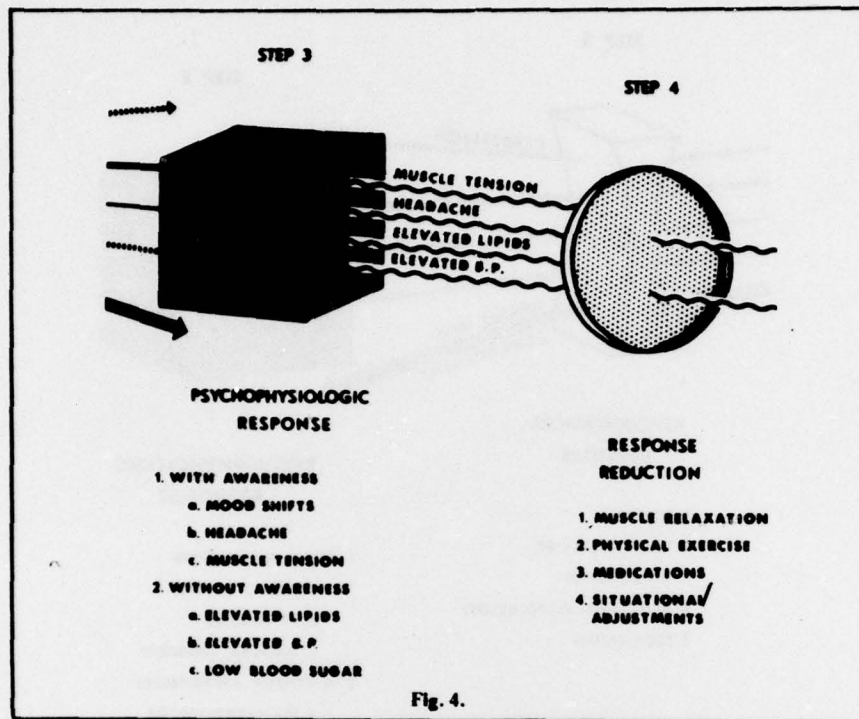 STEP 3
STEP 4
MUSCLE TENSION
HEADACHE
ELEVATED LIPIDS
ELEVATED B.P.
PSYCHOPHYSIOLOGIC
RESPONSE
1. WITH AWARENESS
a. MOOD SHIFTS
b. HEADACHE
c. MUSCLE TENSION
2. WITHOUT AWARENESS
a. ELEVATED LIPIDS
b. ELEVATED B.P.
c. LOW BLOOD SUGAR
RESPONSE
REDUCTION
1. MUSCLE RELAXATION
2. PHYSICAL EXERCISE
3. MEDICATIONS
4. SITUATIONAL/
ADJUSTMENTS
Fig. 4.